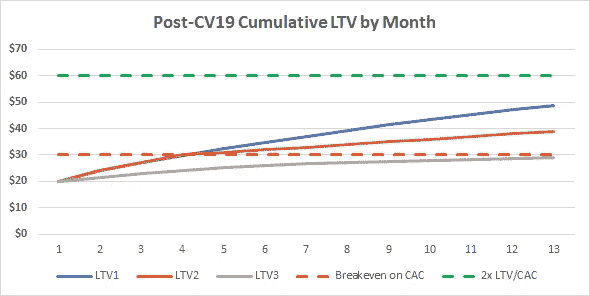 Post-CV19 Cumulative LTV by Month
$70
$60
$50
$40
$30
$20
$10
$0
1 2 3 4 5 6 7 8 9 10 11 12 13
LTV1 LTV2 LTV3 Breakeven on CAC 2x LTV/CAC